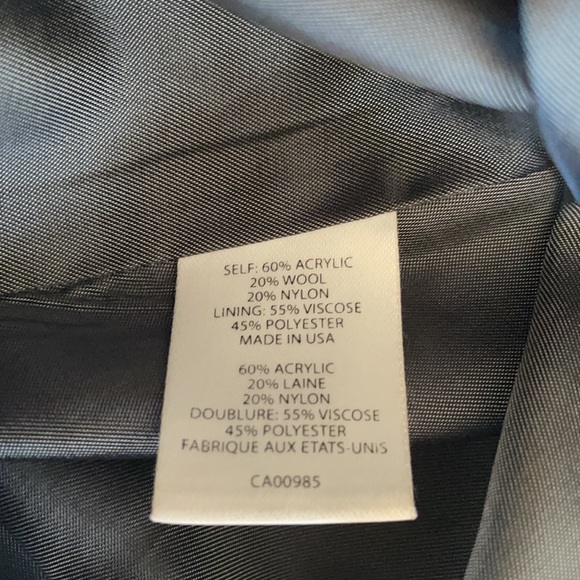 SELF: 60% ACRYLIC
20% WOOL
20% NYLON
LINING: 55% VISCOSE
45% POLYESTER
MADE IN USA
60% ACRYLIC
20% LAINE
20% NYLON
DOUBLURE: 55% VISCOSE
45% POLYESTER
FABRIQUE AUX ETATS-UNIS
CA00985